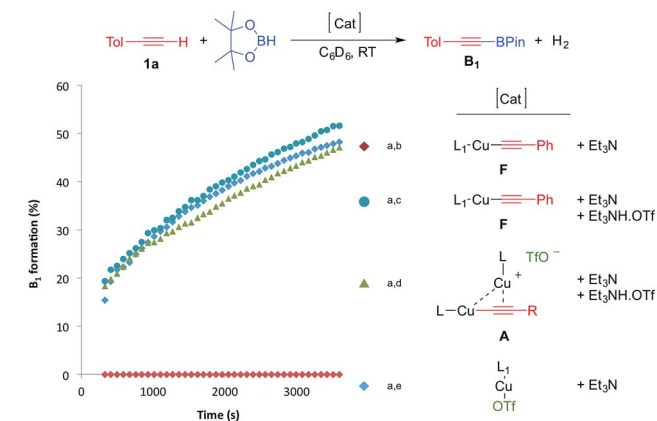 Tol H + O BH O [Cat] C6D6, RT Tol BPin + H2
1a B1
60
50
40
30
20
10
0
B1 formation (%)
0 1000 2000 3000
Time (s)
[Cat]
a,b L1-Cu Ph + Et3N
F
a,c L1-Cu Ph + Et3N
+ Et3NH.OTf
F
L TfO −
Cu +
a,d + Et3N
+ Et3NH.OTf
L Cu R
A
L1
a,e Cu + Et3N
OTf